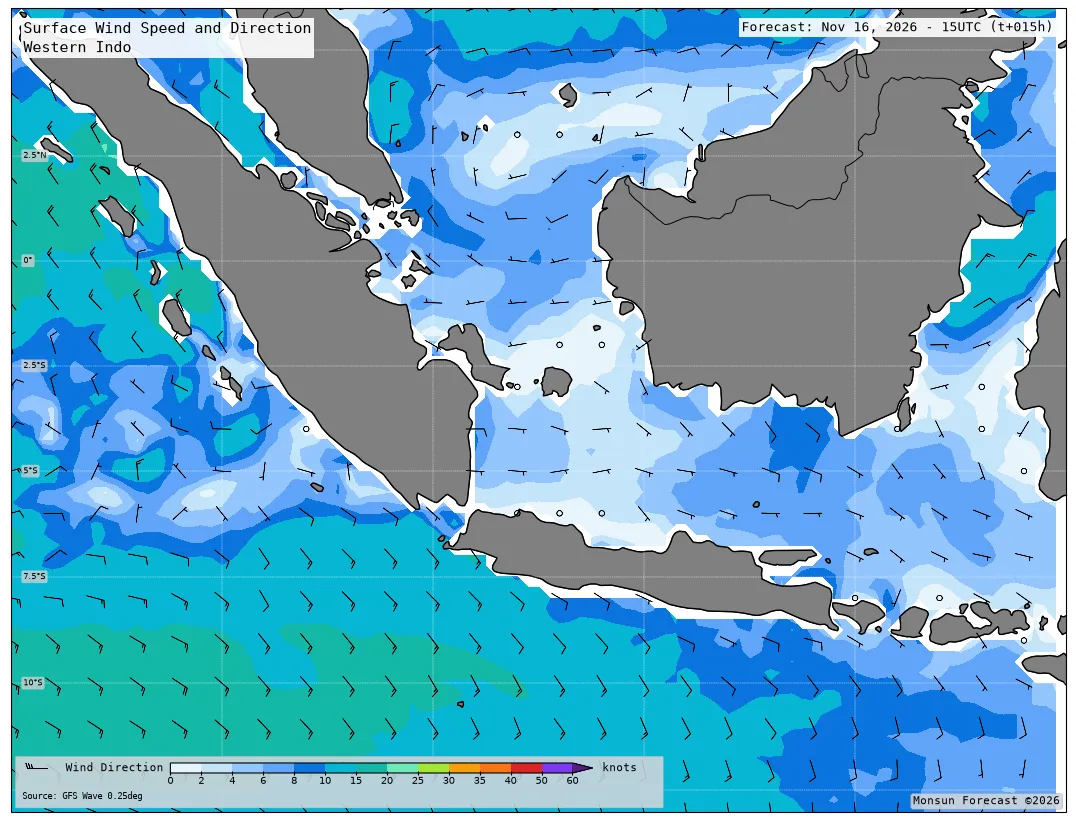 Surface Wind Speed and Direction
Western Indo
Forecast: Nov 16, 2026 - 15UTC (t+015h)
2.5°N
0°
2.5°S
5°S
7.5°S
10°S
Wind Direction
0 2 4 6 8 10 15 20 25 30 40 50 60
knots
Source: GFS Wave 0.25deg
Monsun Forecast ©2026